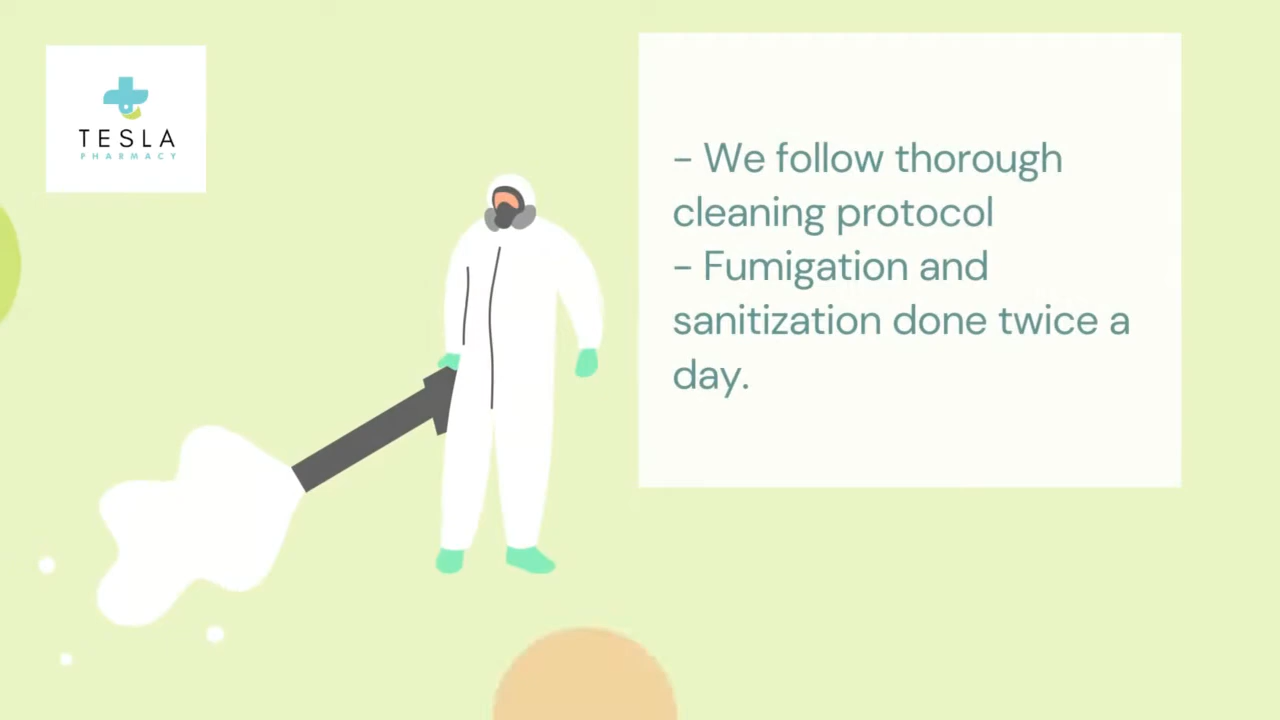 TESLA
PHARMACY
- We follow thorough
cleaning protocol
- Fumigation and
sanitization done twice a
day.